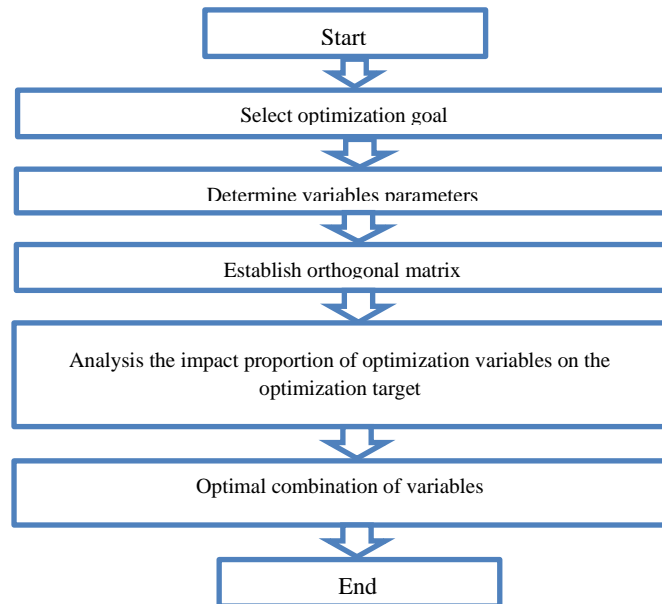 Start
Select optimization goal
Determine variables parameters
Establish orthogonal matrix
Analysis the impact proportion of optimization variables on the
optimization target
Optimal combination of variables
End